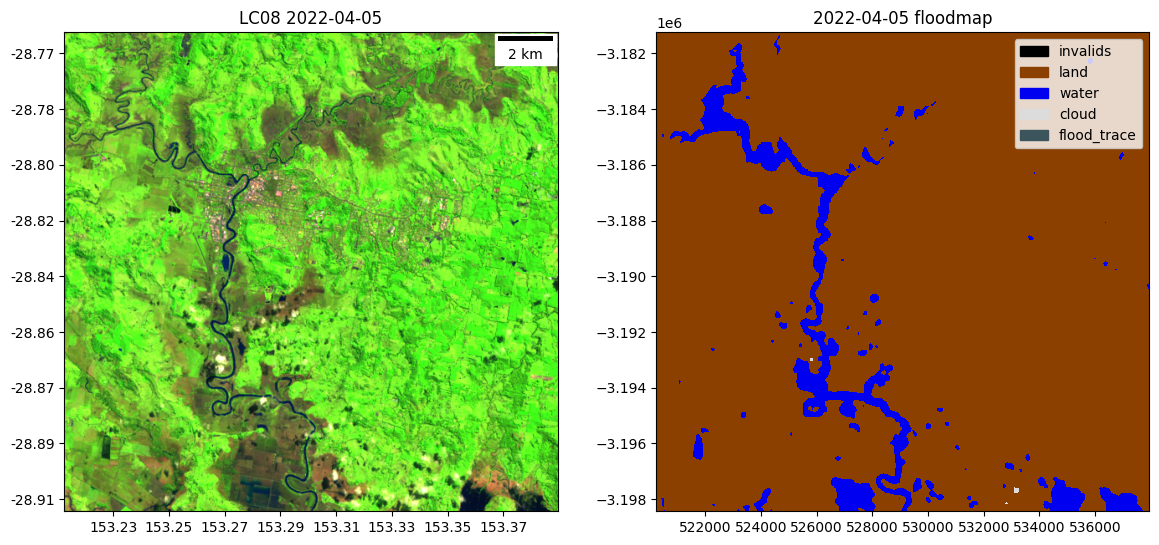 LC08 2022-04-05
2 km
-28.77
-28.78
-28.80
-28.82
-28.84
-28.86
-28.87
-28.89
-28.91
153.23 153.25 153.27 153.29 153.31 153.33 153.35 153.37
2022-04-05 floodmap
1e6
invalids
land
water
cloud
flood_trace
−3.182
−3.184
−3.186
−3.188
−3.190
−3.192
−3.194
−3.196
−3.198
522000 524000 526000 528000 530000 532000 534000 536000